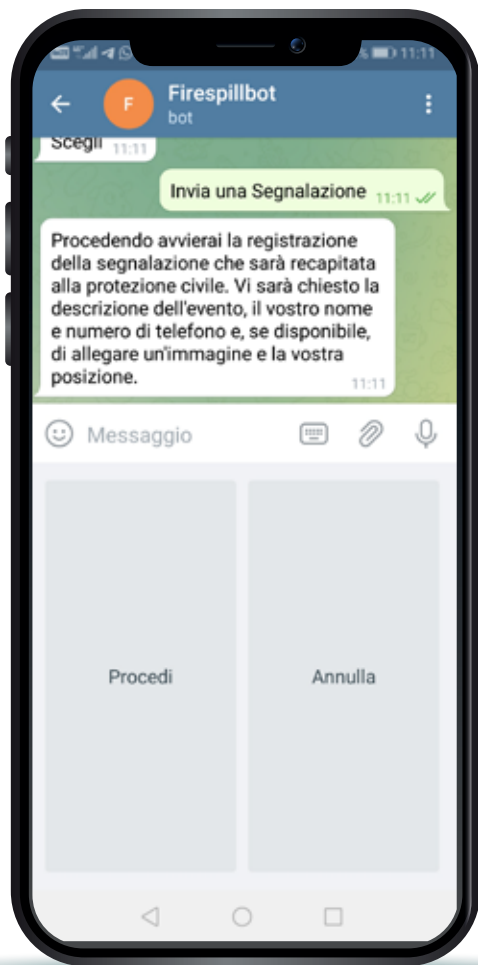 11:11
F
Firespillbot
bot
Scegli 11:11
Invia una Segnalazione 11:11
Procedendo avvierai la registrazione
della segnalazione che sarà recapitata
alla protezione civile. Vi sarà chiesto la
descrizione dell'evento, il vostro nome
e numero di telefono e, se disponibile,
di allegare un'immagine e la vostra
posizione.
11:11
Messaggio
Procedi
Annulla